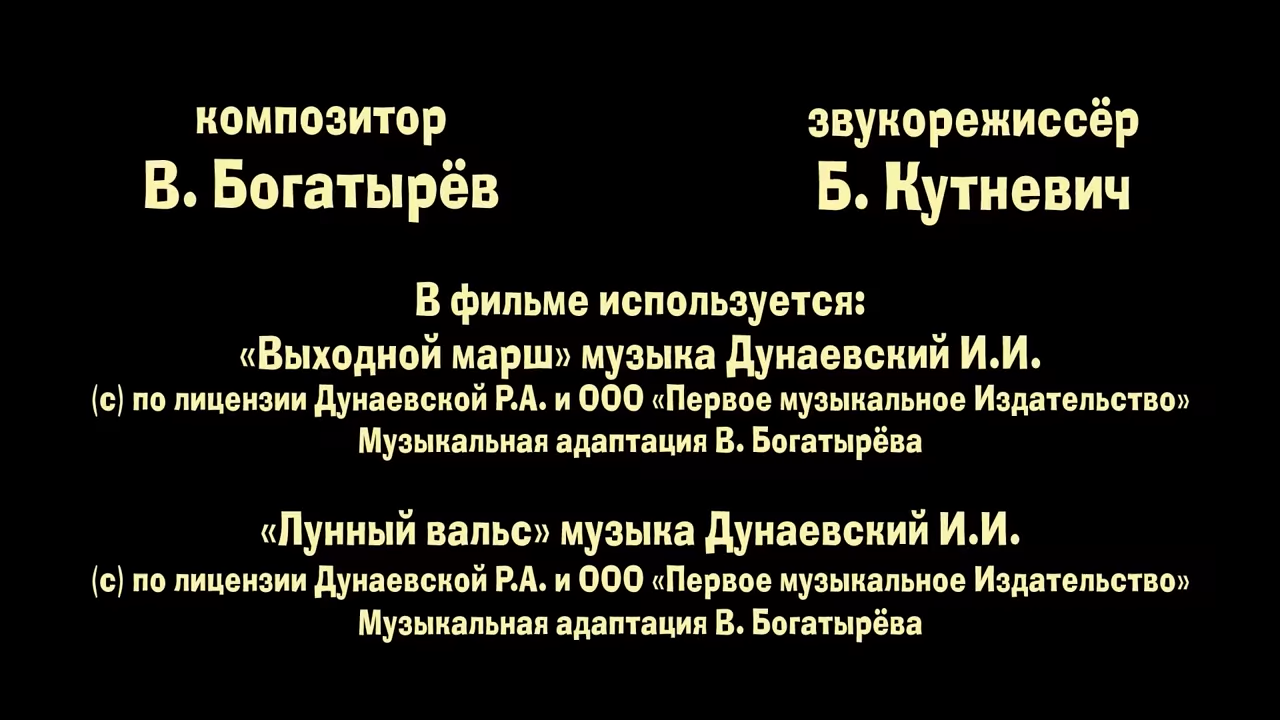 композитор
В. Богатырёв
звукорежиссёр
Б. Кутневич
В фильме используется:
«Выходной марш» музыка Дунаевский И.И.
(с) по лицензии Дунаевской Р.А. и ООО «Первое музыкальное Издательство»
Музыкальная адаптация В. Богатырёва
«Лунный вальс» музыка Дунаевский И.И.
(с) по лицензии Дунаевской Р.А. и ООО «Первое музыкальное Издательство»
Музыкальная адаптация В. Богатырёва